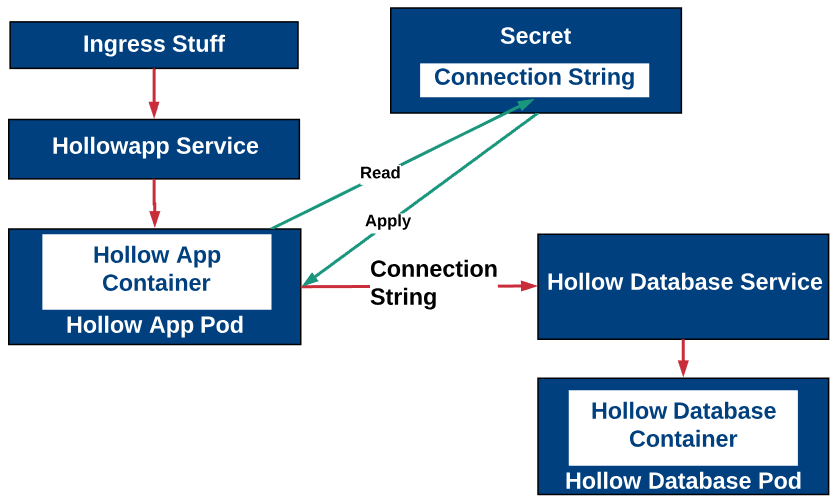 Ingress Stuff
Secret
Connection String
Hollowapp Service
Read
Apply
Hollow App
Container
Hollow App Pod
Connection
String
Hollow Database Service
Hollow Database
Container
Hollow Database Pod